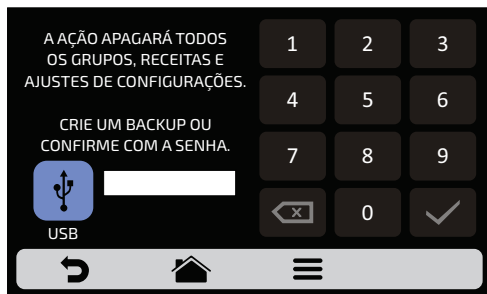 A AÇÃO APAGARÁ TODOS
OS GRUPOS, RECEITAS E
AJUSTES DE CONFIGURAÇÕES.
CRIE UM BACKUP OU
CONFIRME COM A SENHA.
USB
1 2 3
4 5 6
7 8 9
0